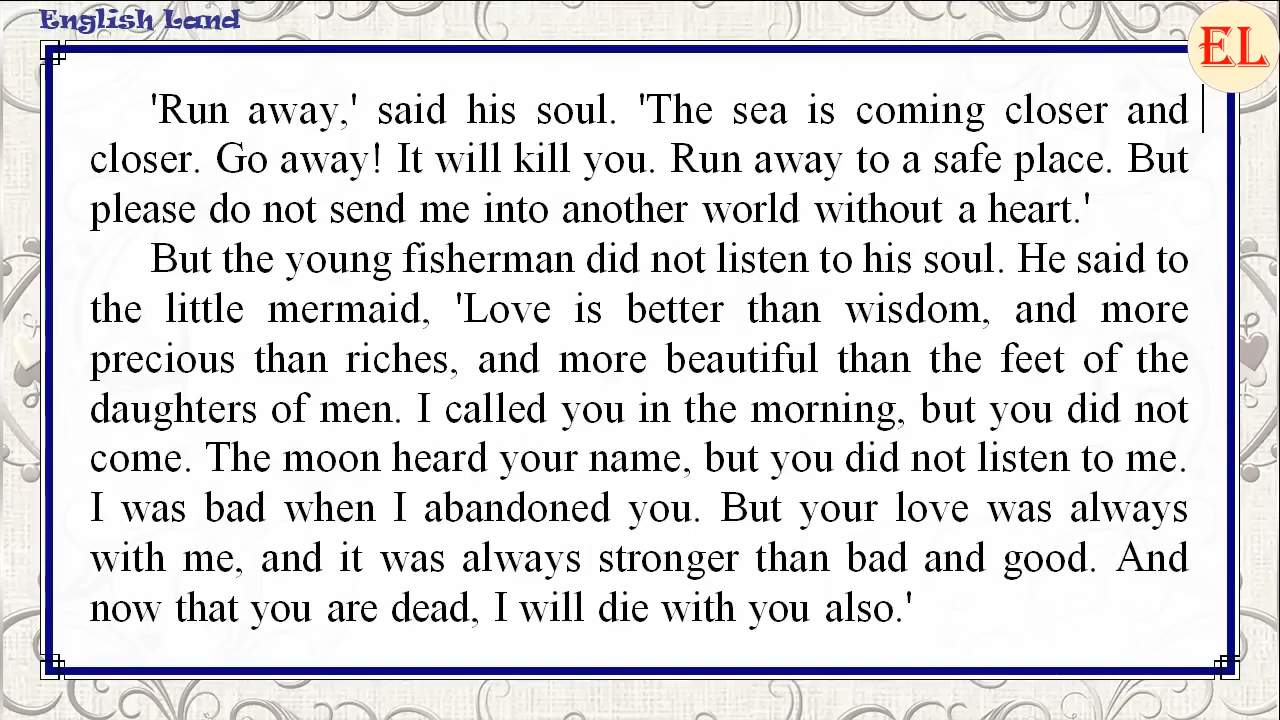 English Land
EL
'Run away,' said his soul. 'The sea is coming closer and
closer. Go away! It will kill you. Run away to a safe place. But
please do not send me into another world without a heart.'
But the young fisherman did not listen to his soul. He said to
the little mermaid, 'Love is better than wisdom, and more
precious than riches, and more beautiful than the feet of the
daughters of men. I called you in the morning, but you did not
come. The moon heard your name, but you did not listen to me.
I was bad when I abandoned you. But your love was always
with me, and it was always stronger than bad and good. And
now that you are dead, I will die with you also.'